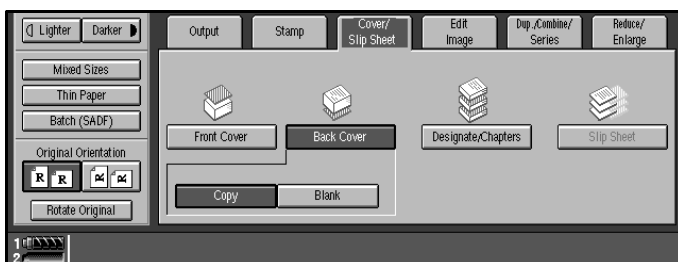 Lighter Darker
Mixed Sizes
Thin Paper
Batch (SADF)
Original Orientation
R R R R
Rotate Original
Output
Stamp
Cover/
Slip Sheet
Edit
Image
Dup./Combine/
Series
Reduce/
Enlarge
Front Cover
Back Cover
Designate/Chapters
Slip Sheet
Copy
Blank
1
2